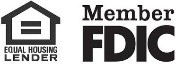 EQUAL HOUSING
LENDER
Member
FDIC